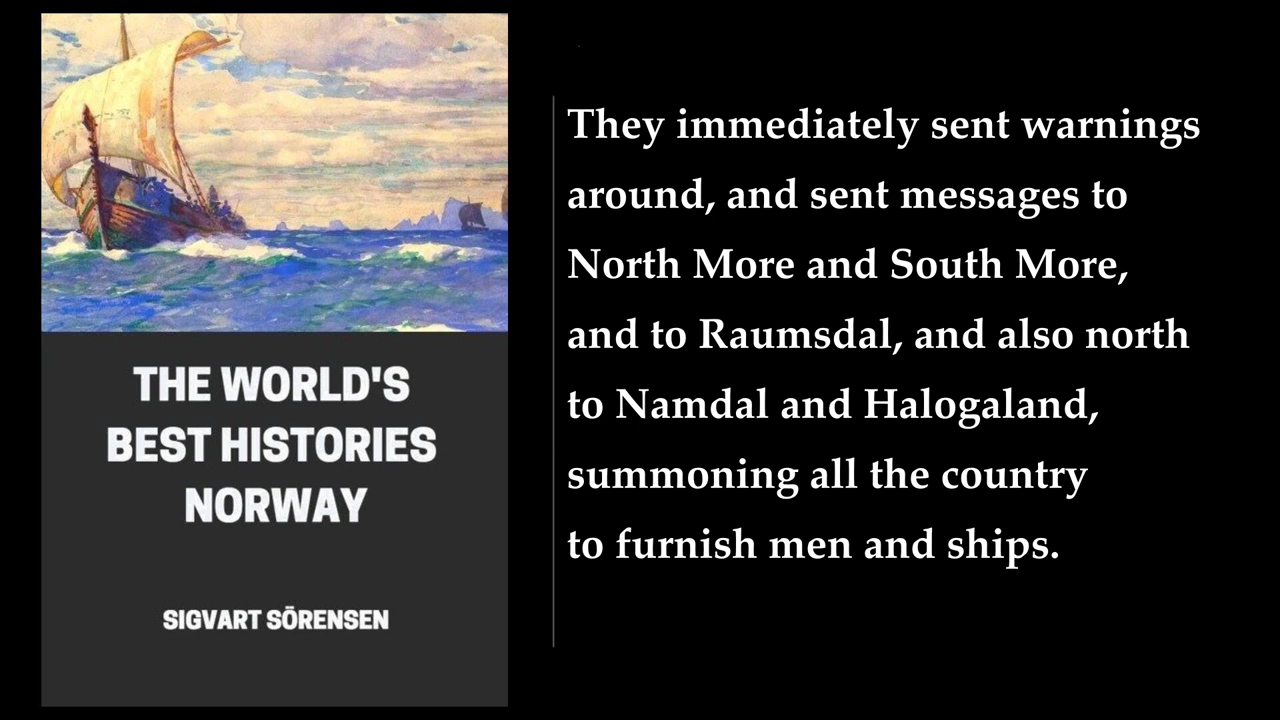 THE WORLD'S
BEST HISTORIES
NORWAY
SIGVART SÖRENSEN
They immediately sent warnings
around, and sent messages to
North More and South More,
and to Raumsdal, and also north
to Namdal and Halogaland,
summoning all the country
to furnish men and ships.